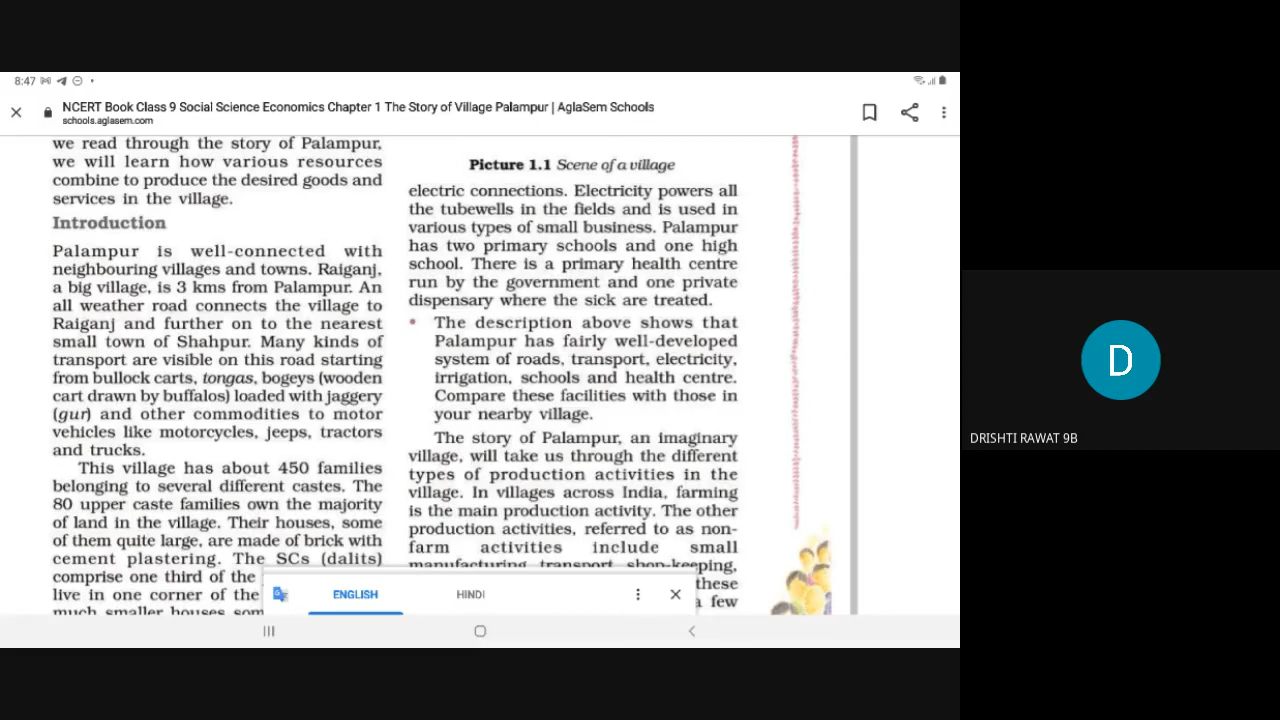 8:47
NCERT Book Class 9 Social Science Economics Chapter 1 The Story of Village Palampur | AglaSem Schools
schools.aglasem.com
we read through the story of Palampur,
we will learn how various resources
combine to produce the desired goods and
services in the village.
Introduction
Palampur is well-connected with
neighbouring villages and towns. Raiganj,
a big village, is 3 kms from Palampur. An
all weather road connects the village to
Raiganj and further on to the nearest
small town of Shahpur. Many kinds of
transport are visible on this road starting
from bullock carts, tongas, bogeys (wooden
cart drawn by buffalos) loaded with jaggery
(gur) and other commodities to motor
vehicles like motorcycles, jeeps, tractors
and trucks.
This village has about 450 families
belonging to several different castes. The
80 upper caste families own the majority
of land in the village. Their houses, some
of them quite large, are made of brick with
cement plastering. The SCs (dalits)
comprise one third of the
live in one corner of the
much smaller houses som
Picture 1.1 Scene of a village
electric connections. Electricity powers all
the tubewells in the fields and is used in
various types of small business. Palampur
has two primary schools and one high
school. There is a primary health centre
run by the government and one private
dispensary where the sick are treated.
• The description above shows that
Palampur has fairly well-developed
system of roads, transport, electricity,
irrigation, schools and health centre.
Compare these facilities with those in
your nearby village.
The story of Palampur, an imaginary
village, will take us through the different
types of production activities in the
village. In villages across India, farming
is the main production activity. The other
production activities, referred to as non-
farm activities include small
manufacturing, transport, shop-keeping,
these
a few
ENGLISH
HINDI
D
DRISHTI RAWAT 9B